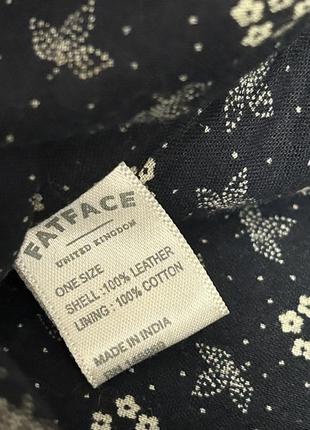 FATFACE
UNITED KINGDOM
ONE SIZE
SHELL :100% LEATHER
LINING : 100% COTTON
MADE IN INDIA